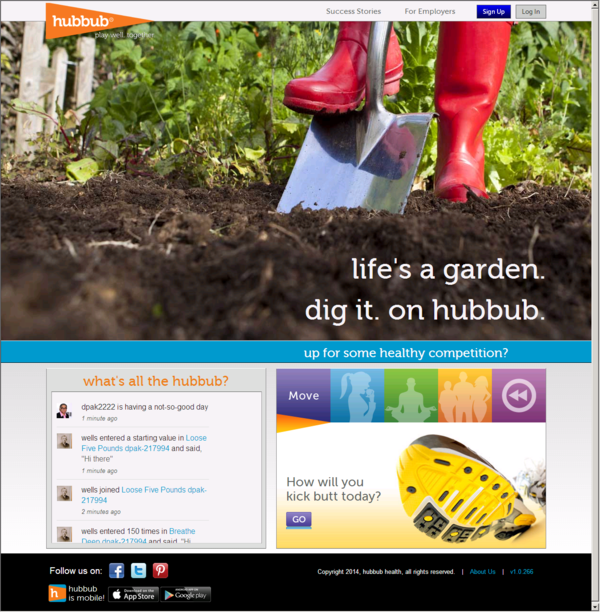 hubbub®
play well. together.
Success Stories
For Employers
Sign Up
Log In
life's a garden.
dig it. on hubbub.
up for some healthy competition?
what's all the hubbub?
dpak2222 is having a not-so-good day
1 minute ago
wells entered a starting value in Loose
Five Pounds dpak-217994 and said,
"Hi there"
1 minute ago
wells joined Loose Five Pounds dpak-
217994
2 minutes ago
wells entered 150 times in Breathe
Deep dpak-217994 and said, "Hi
Move
How will you
kick butt today?
GO
Follow us on:
Copyright 2014, hubbub health, all rights reserved. | About Us | v1.0.266
hubbub
is mobile!
Download on the
App Store
Google play